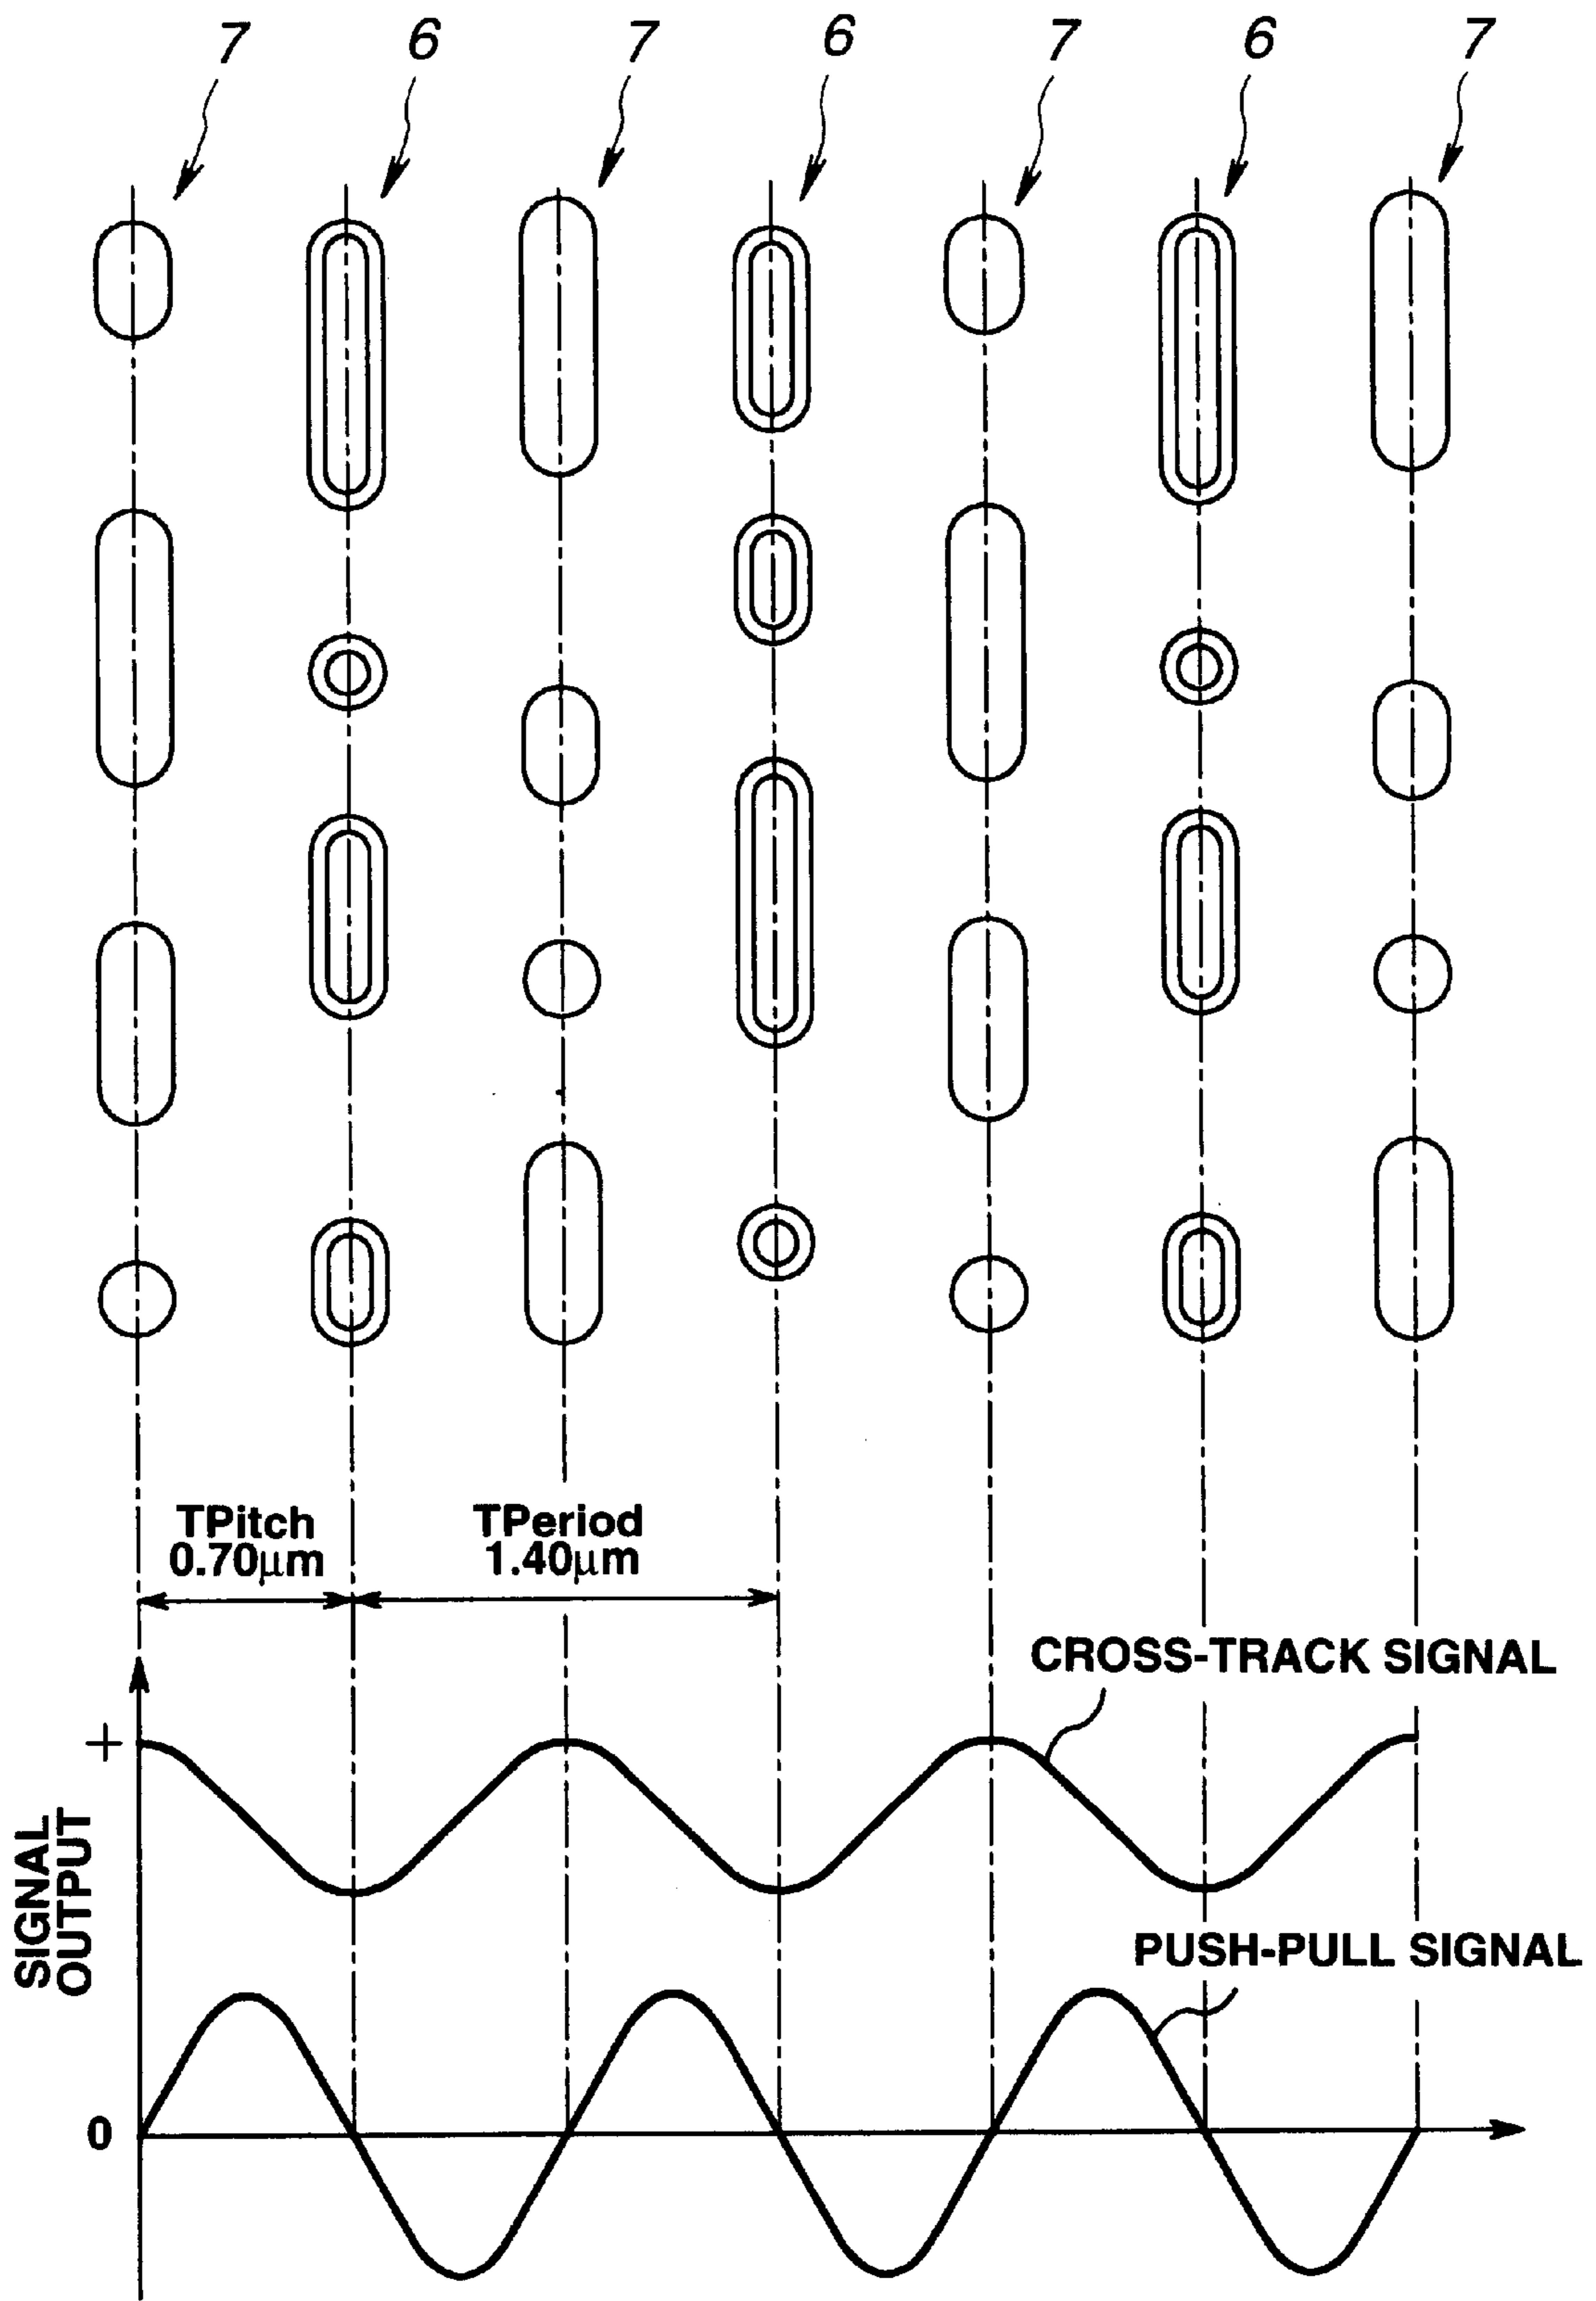 7 6 7 6 7 6 7
TPitch
0.70µm
TPeriod
1.40µm
CROSS-TRACK SIGNAL
+
SIGNAL
OUTPUT
PUSH-PULL SIGNAL
0